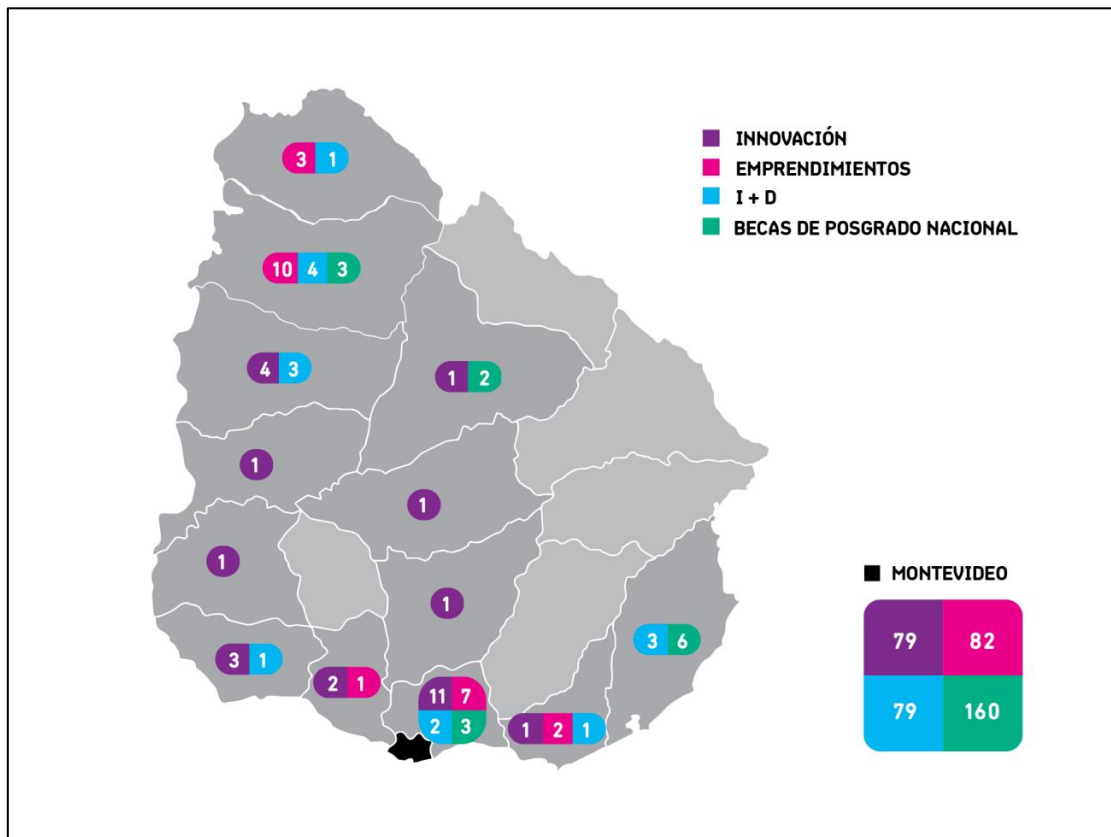 INNOVACIÓN
EMPRENDIMIENTOS
I + D
BECAS DE POSGRADO NACIONAL
3 1
10 4 3
4 3
1 2
1
1
1
1
3 6
3 1
2 1
11 7
2 3
1 2 1
MONTEVIDEO
79 82
79 160